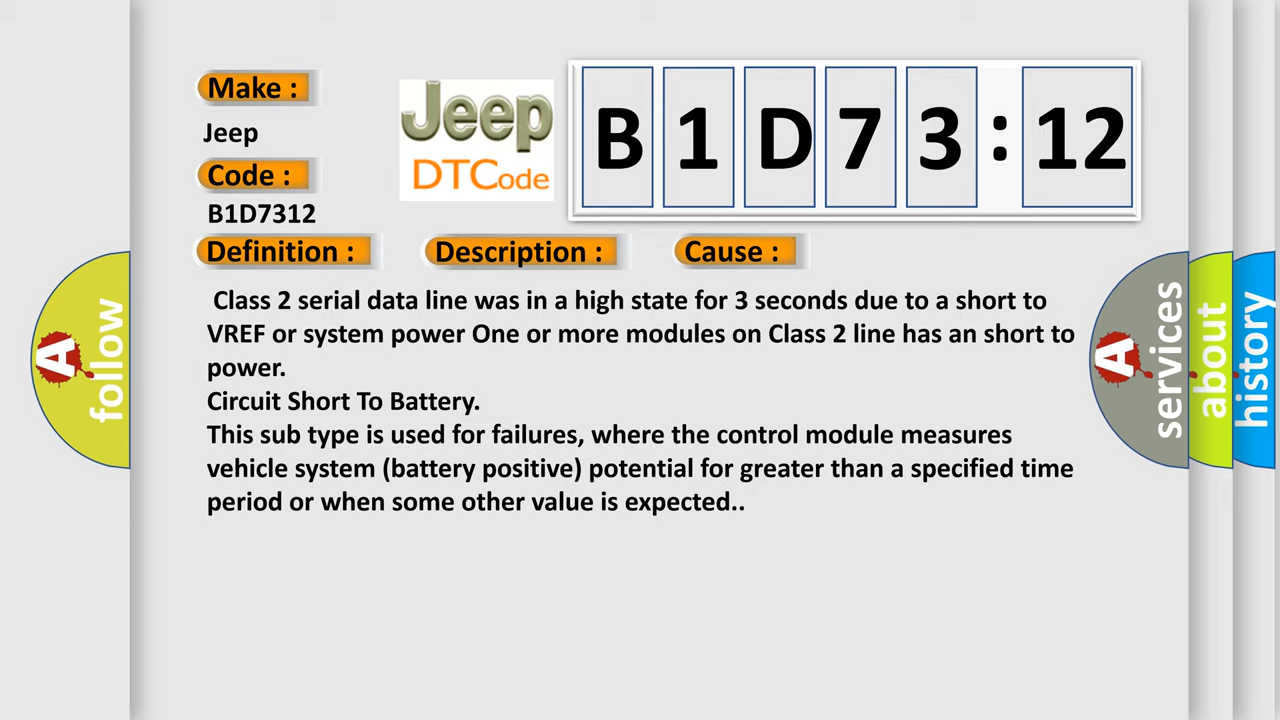 Make :
Jeep
Code :
B1D7312
Jeep
DTCode
B1D73:12
Definition :
Description :
Cause :
Class 2 serial data line was in a high state for 3 seconds due to a short to
VREF or system power One or more modules on Class 2 line has an short to
power.
Circuit Short To Battery.
This sub type is used for failures, where the control module measures
vehicle system (battery positive) potential for greater than a specified time
period or when some other value is expected..
A follow
A services
about
history